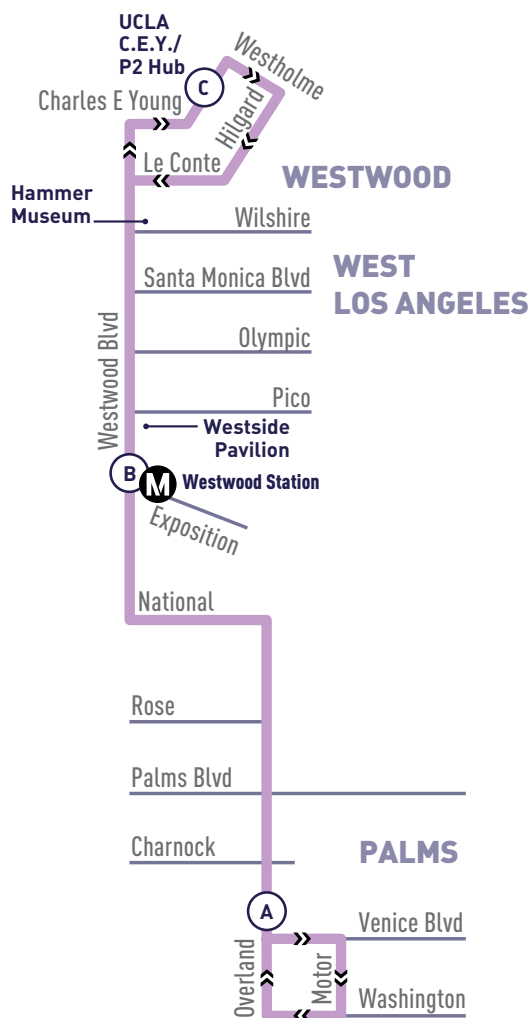 UCLA
C.E.Y./
P2 Hub
Westholme
C
Charles E Young
Hilgard
Le Conte
WESTWOOD
Hammer
Museum
Wilshire
WEST
LOS ANGELES
Santa Monica Blvd
Olympic
Westwood Blvd
Pico
Westside
Pavilion
B
M
Westwood Station
Exposition
National
Rose
Palms Blvd
Charnock
PALMS
A
Venice Blvd
Overland
Motor
Washington